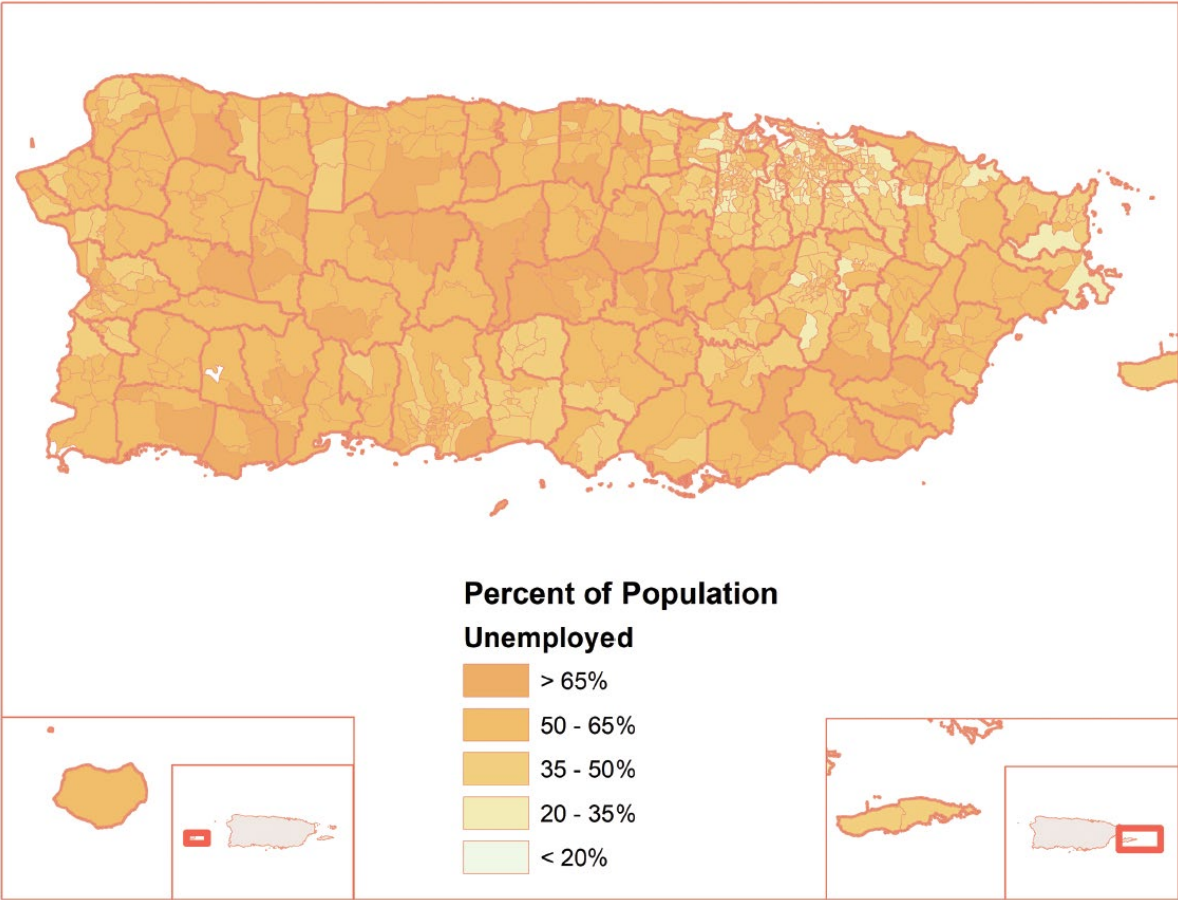 Percent of Population
Unemployed
> 65%
50 - 65%
35 - 50%
20 - 35%
< 20%